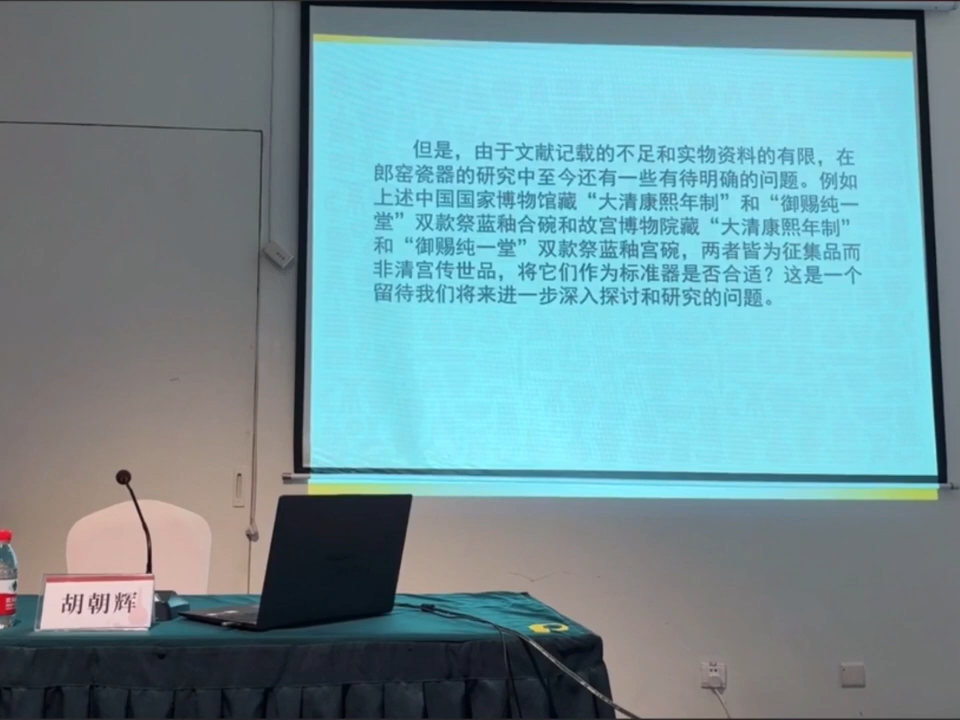 但是，由于文献记载的不足和实物资料的有限，在
郎窑瓷器的研究中至今还有一些有待明确的问题。例如
上述中国国家博物馆藏“大清康熙年制”和“御赐纯一
堂”双款祭蓝釉合碗和故宫博物院藏“大清康熙年制”
和“御赐纯一堂”双款祭蓝釉宫碗，两者皆为征集品而
非清宫传世品，将它们作为标准器是否合适？这是一个
留待我们将来进一步深入探讨和研究的问题。
胡朝辉